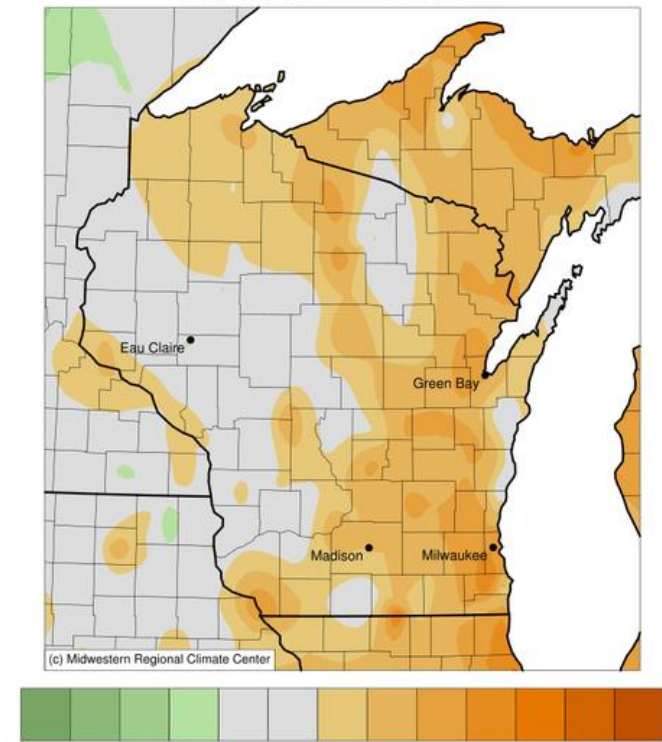 Eau Claire
Green Bay
Madison
Milwaukee
(c) Midwestern Regional Climate Center